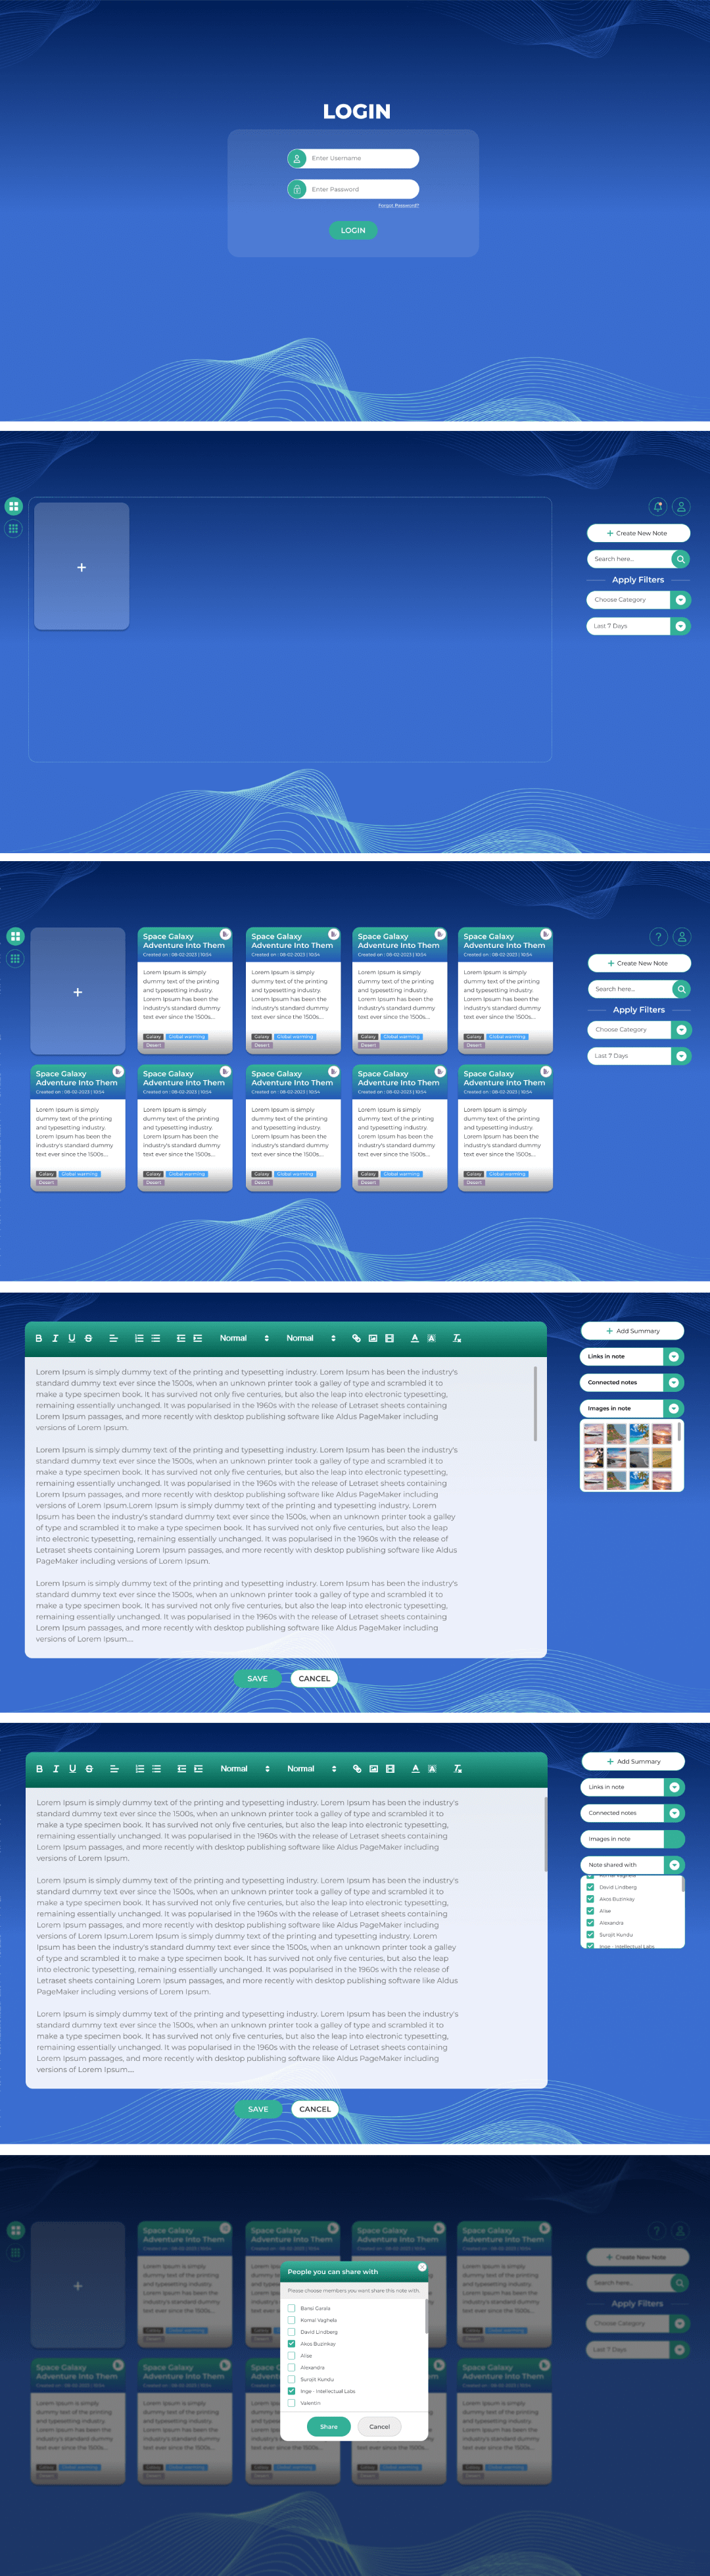 LOGIN
Enter Username
Enter Password
Forgot Password?
LOGIN
+
+ Create New Note
Search here...
Apply Filters
Choose Category
Last 7 Days
+
Space Galaxy
Adventure Into Them
Created on : 08-02-2023 | 10:54
Lorem Ipsum is simply
dummy text of the printing
and typesetting industry.
Lorem Ipsum has been the
industry's standard dummy
text ever since the 1500s...
Galaxy Global warming
Desert
Space Galaxy
Adventure Into Them
Created on : 08-02-2023 | 10:54
Lorem Ipsum is simply
dummy text of the printing
and typesetting industry.
Lorem Ipsum has been the
industry's standard dummy
text ever since the 1500s...
Galaxy Global warming
Desert
Space Galaxy
Adventure Into Them
Created on : 08-02-2023 | 10:54
Lorem Ipsum is simply
dummy text of the printing
and typesetting industry.
Lorem Ipsum has been the
industry's standard dummy
text ever since the 1500s...
Galaxy Global warming
Desert
Space Galaxy
Adventure Into Them
Created on : 08-02-2023 | 10:54
Lorem Ipsum is simply
dummy text of the printing
and typesetting industry.
Lorem Ipsum has been the
industry's standard dummy
text ever since the 1500s...
Galaxy Global warming
Desert
?
+ Create New Note
Search here...
Apply Filters
Choose Category
Last 7 Days
Space Galaxy
Adventure Into Them
Created on : 08-02-2023 | 10:54
Lorem Ipsum is simply
dummy text of the printing
and typesetting industry.
Lorem Ipsum has been the
industry's standard dummy
text ever since the 1500s...
Galaxy Global warming
Desert
Space Galaxy
Adventure Into Them
Created on : 08-02-2023 | 10:54
Lorem Ipsum is simply
dummy text of the printing
and typesetting industry.
Lorem Ipsum has been the
industry's standard dummy
text ever since the 1500s...
Galaxy Global warming
Desert
Space Galaxy
Adventure Into Them
Created on : 08-02-2023 | 10:54
Lorem Ipsum is simply
dummy text of the printing
and typesetting industry.
Lorem Ipsum has been the
industry's standard dummy
text ever since the 1500s...
Galaxy Global warming
Desert
Space Galaxy
Adventure Into Them
Created on : 08-02-2023 | 10:54
Lorem Ipsum is simply
dummy text of the printing
and typesetting industry.
Lorem Ipsum has been the
industry's standard dummy
text ever since the 1500s...
Galaxy Global warming
Desert
Space Galaxy
Adventure Into Them
Created on : 08-02-2023 | 10:54
Lorem Ipsum is simply
dummy text of the printing
and typesetting industry.
Lorem Ipsum has been the
industry's standard dummy
text ever since the 1500s...
Galaxy Global warming
Desert
B I U S Normal Normal A A Tx
Lorem Ipsum is simply dummy text of the printing and typesetting industry. Lorem Ipsum has been the industry's
standard dummy text ever since the 1500s, when an unknown printer took a galley of type and scrambled it to
make a type specimen book. It has survived not only five centuries, but also the leap into electronic typesetting,
remaining essentially unchanged. It was popularised in the 1960s with the release of Letraset sheets containing
Lorem Ipsum passages, and more recently with desktop publishing software like Aldus PageMaker including
versions of Lorem Ipsum.
Lorem Ipsum is simply dummy text of the printing and typesetting industry. Lorem Ipsum has been the industry's
standard dummy text ever since the 1500s, when an unknown printer took a galley of type and scrambled it to
make a type specimen book. It has survived not only five centuries, but also the leap into electronic typesetting,
remaining essentially unchanged. It was popularised in the 1960s with the release of Letraset sheets containing
Lorem Ipsum passages, and more recently with desktop publishing software like Aldus PageMaker including
versions of Lorem Ipsum.Lorem Ipsum is simply dummy text of the printing and typesetting industry. Lorem
Ipsum has been the industry's standard dummy text ever since the 1500s, when an unknown printer took a galley
of type and scrambled it to make a type specimen book. It has survived not only five centuries, but also the leap
into electronic typesetting, remaining essentially unchanged. It was popularised in the 1960s with the release of
Letraset sheets containing Lorem Ipsum passages, and more recently with desktop publishing software like Aldus
PageMaker including versions of Lorem Ipsum.
Lorem Ipsum is simply dummy text of the printing and typesetting industry. Lorem Ipsum has been the industry's
standard dummy text ever since the 1500s, when an unknown printer took a galley of type and scrambled it to
make a type specimen book. It has survived not only five centuries, but also the leap into electronic typesetting,
remaining essentially unchanged. It was popularised in the 1960s with the release of Letraset sheets containing
Lorem Ipsum passages, and more recently with desktop publishing software like Aldus PageMaker including
versions of Lorem Ipsum....
SAVE CANCEL
+ Add Summary
Links in note
Connected notes
Images in note
B I U S Normal Normal A A Tx
Lorem Ipsum is simply dummy text of the printing and typesetting industry. Lorem Ipsum has been the industry's
standard dummy text ever since the 1500s, when an unknown printer took a galley of type and scrambled it to
make a type specimen book. It has survived not only five centuries, but also the leap into electronic typesetting,
remaining essentially unchanged. It was popularised in the 1960s with the release of Letraset sheets containing
Lorem Ipsum passages, and more recently with desktop publishing software like Aldus PageMaker including
versions of Lorem Ipsum.
Lorem Ipsum is simply dummy text of the printing and typesetting industry. Lorem Ipsum has been the industry's
standard dummy text ever since the 1500s, when an unknown printer took a galley of type and scrambled it to
make a type specimen book. It has survived not only five centuries, but also the leap into electronic typesetting,
remaining essentially unchanged. It was popularised in the 1960s with the release of Letraset sheets containing
Lorem Ipsum passages, and more recently with desktop publishing software like Aldus PageMaker including
versions of Lorem Ipsum.Lorem Ipsum is simply dummy text of the printing and typesetting industry. Lorem
Ipsum has been the industry's standard dummy text ever since the 1500s, when an unknown printer took a galley
of type and scrambled it to make a type specimen book. It has survived not only five centuries, but also the leap
into electronic typesetting, remaining essentially unchanged. It was popularised in the 1960s with the release of
Letraset sheets containing Lorem Ipsum passages, and more recently with desktop publishing software like Aldus
PageMaker including versions of Lorem Ipsum.
Lorem Ipsum is simply dummy text of the printing and typesetting industry. Lorem Ipsum has been the industry's
standard dummy text ever since the 1500s, when an unknown printer took a galley of type and scrambled it to
make a type specimen book. It has survived not only five centuries, but also the leap into electronic typesetting,
remaining essentially unchanged. It was popularised in the 1960s with the release of Letraset sheets containing
Lorem Ipsum passages, and more recently with desktop publishing software like Aldus PageMaker including
versions of Lorem Ipsum....
SAVE CANCEL
+ Add Summary
Links in note
Connected notes
Images in note
Note shared with
Komal Vaghela
David Lindberg
Akos Buzinkay
Alise
Alexandra
Surojit Kundu
Inge - Intellectual Labs
+
Space Galaxy
Adventure Into Them
Space Galaxy
Adventure Into Them
Space Galaxy
Adventure Into Them
Space Galaxy
Adventure Into Them
?
+ Create New Note
Search here...
Apply Filters
Choose Category
Last 7 Days
People you can share with
Please choose members you want share this note with.
Bansi Garala
Komal Vaghela
David Lindberg
Akos Buzinkay
Alise
Alexandra
Surojit Kundu
Inge - Intellectual Labs
Valentin
Share Cancel